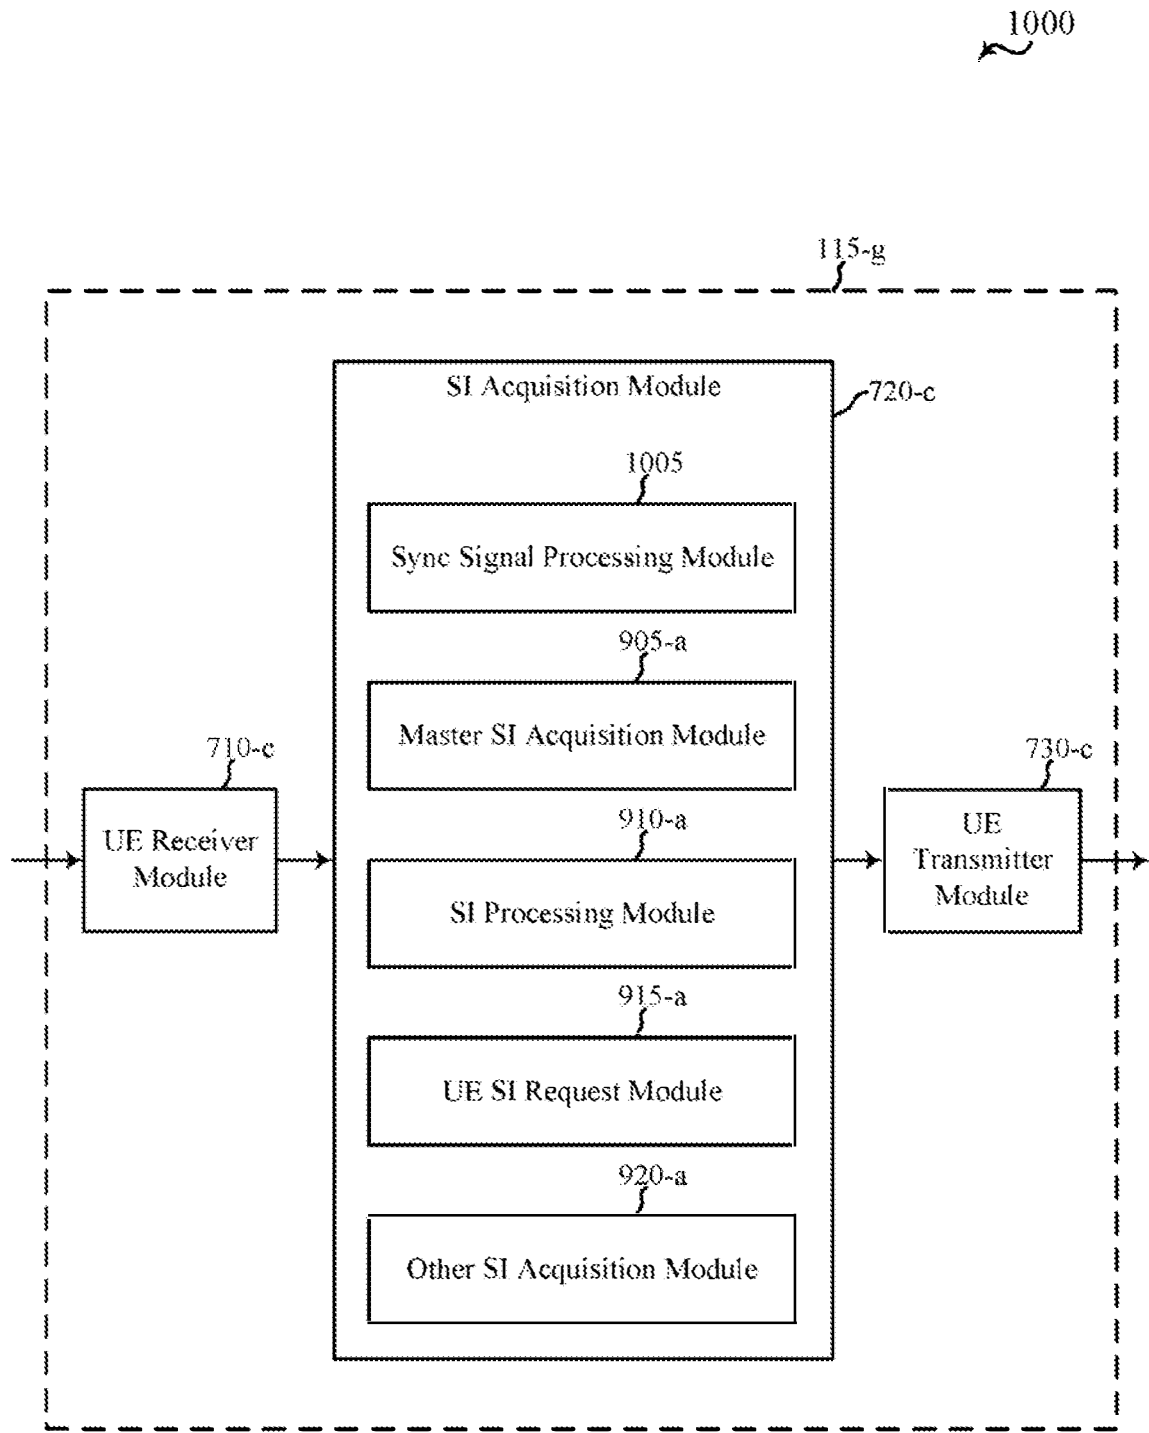 1000
115-g
SI Acquisition Module
720-c
1005
Sync Signal Processing Module
905-a
Master SI Acquisition Module
710-c
UE Receiver
Module
730-c
UE
Transmitter
Module
910-a
SI Processing Module
915-a
UE SI Request Module
920-a
Other SI Acquisition Module